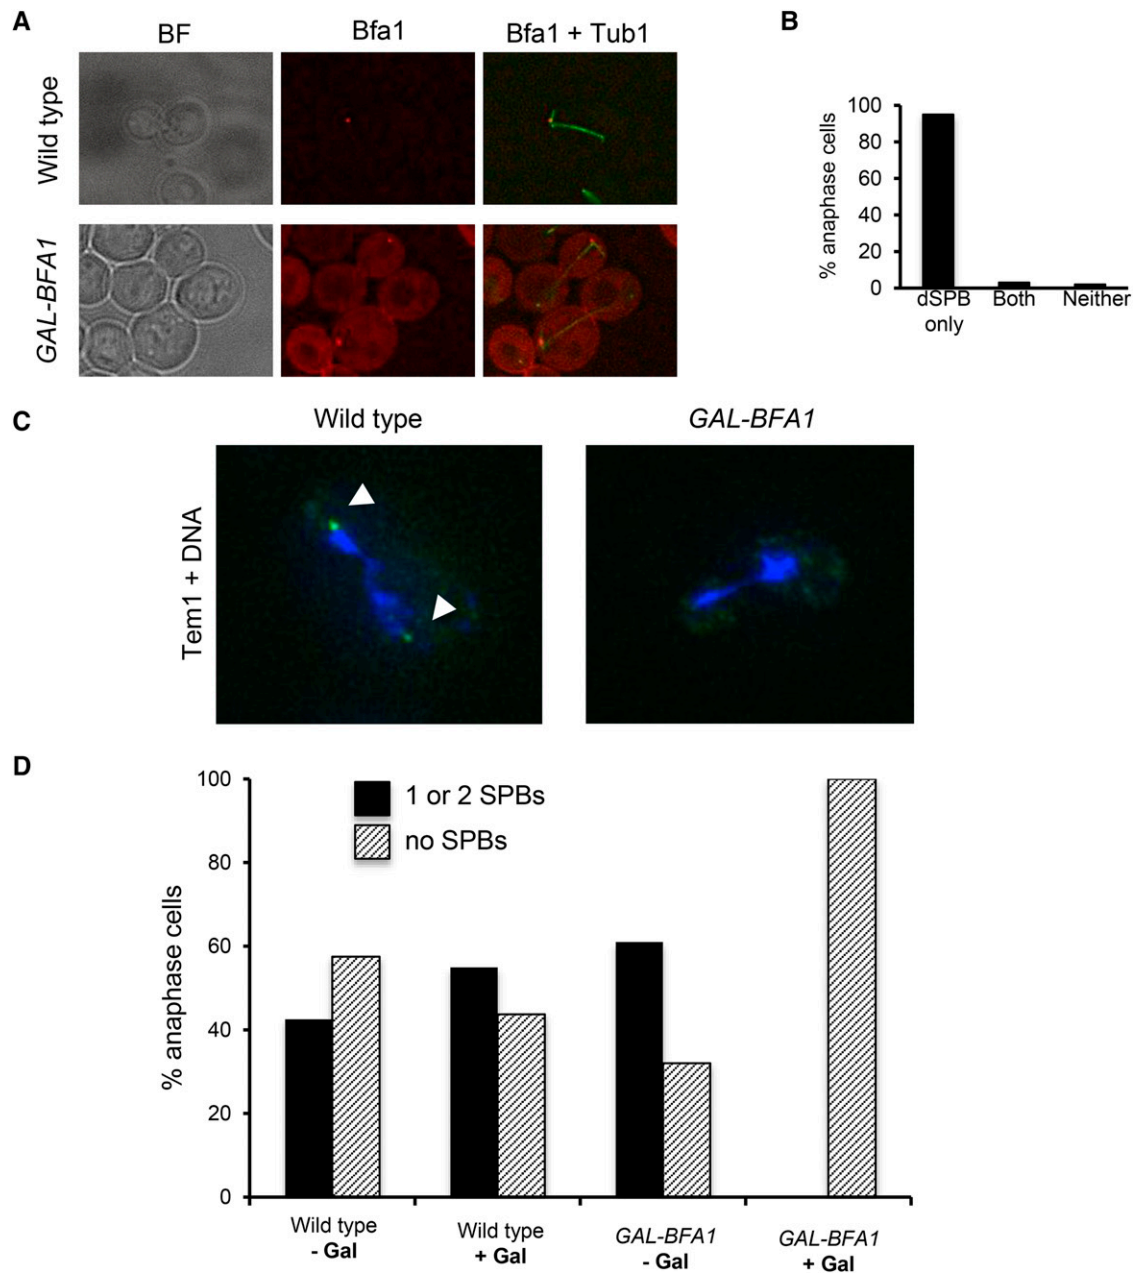 A
BF
Bfa1
Bfa1 + Tub1
Wild type
GAL-BFA1
B
% anaphase cells
100
80
60
40
20
0
dSPB only
Both
Neither
C
Wild type
GAL-BFA1
Tem1 + DNA
D
% anaphase cells
100
80
60
40
20
0
1 or 2 SPBs
no SPBs
Wild type
- Gal
Wild type
+ Gal
GAL-BFA1
- Gal
GAL-BFA1
+ Gal